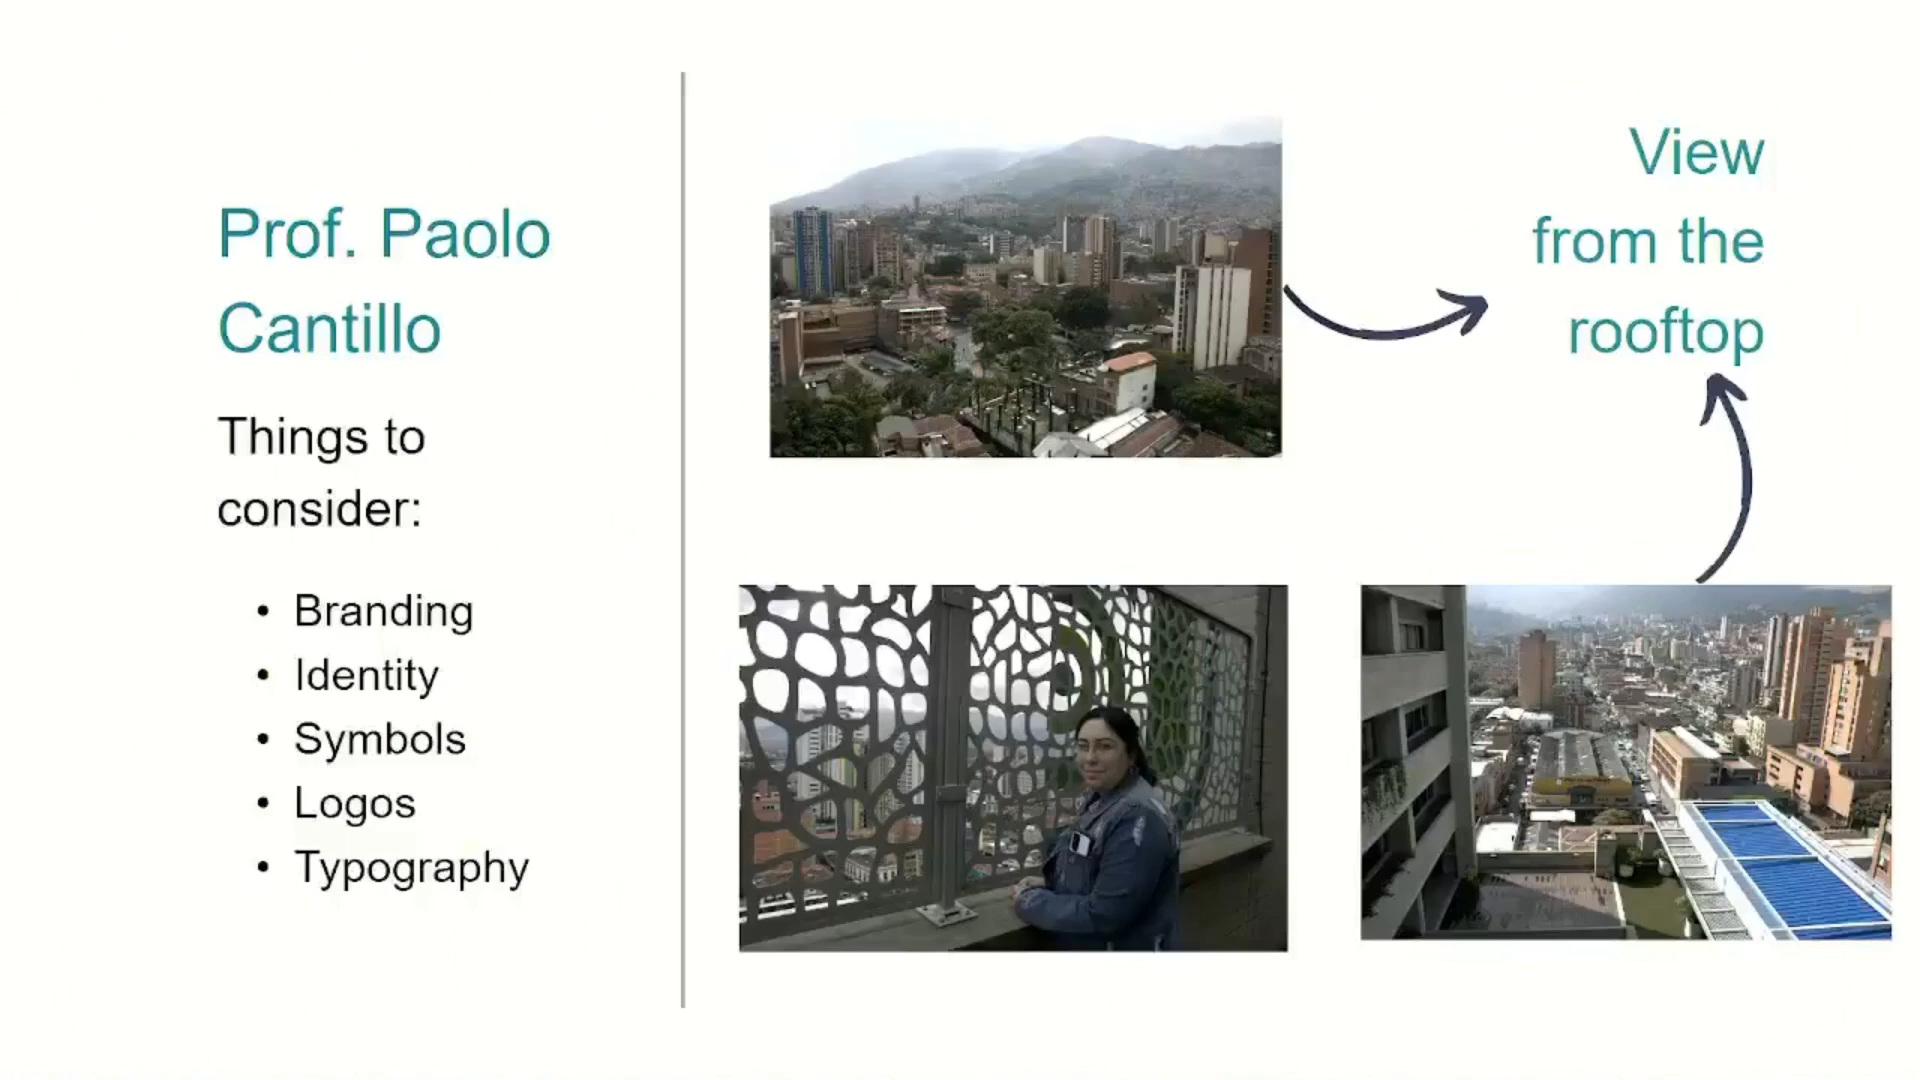 Prof. Paolo
Cantillo
Things to
consider:
• Branding
• Identity
• Symbols
• Logos
• Typography
View
from the
rooftop